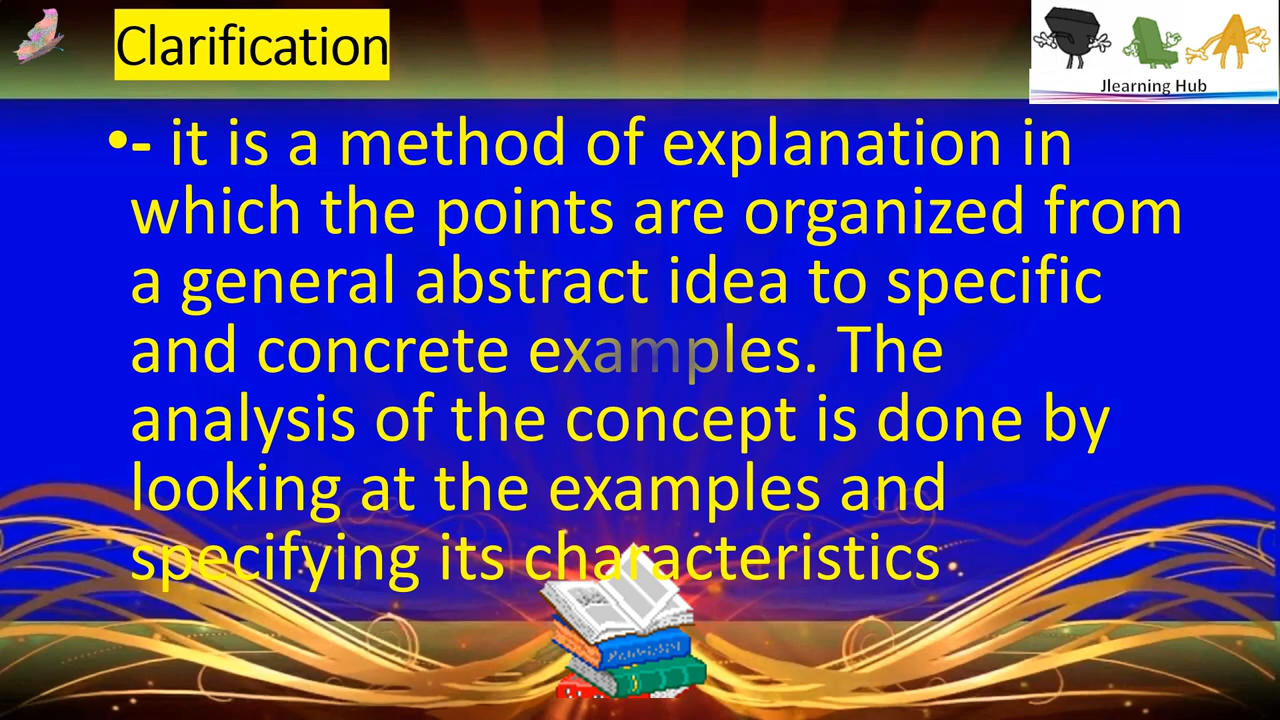 Clarification
Jlearning Hub
•- it is a method of explanation in
which the points are organized from
a general abstract idea to specific
and concrete examples. The
analysis of the concept is done by
looking at the examples and
specifying its characteristics